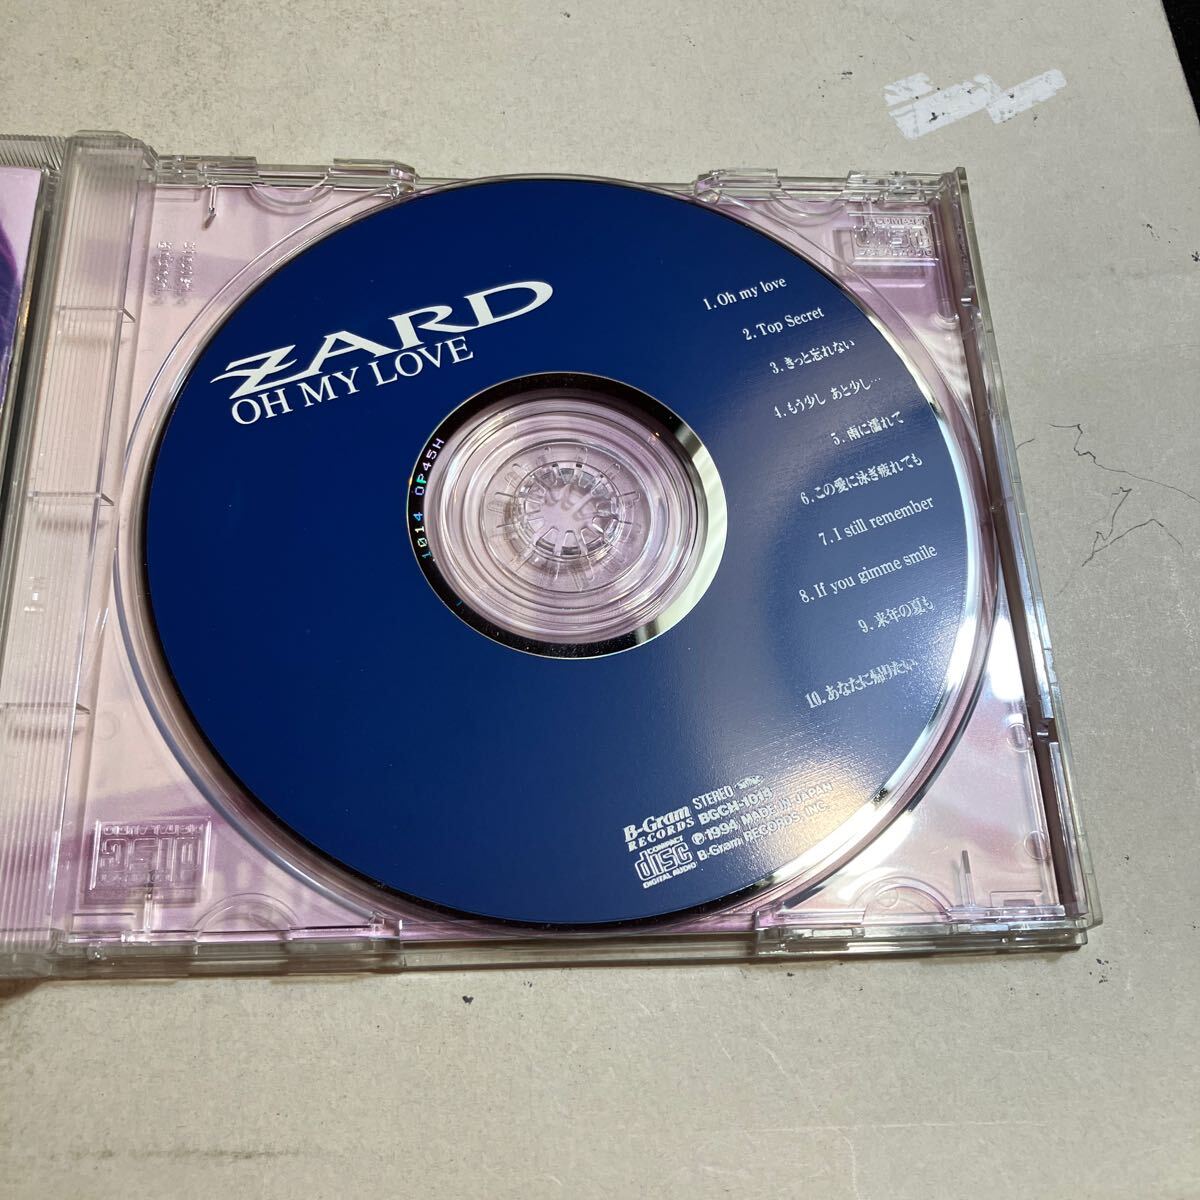 ZARD
OH MY LOVE
1. Oh my love
2. Top Secret
3. きっと忘れない
4. もう少し あと少し…
5. 雨に濡れて
6. この愛に泳ぎ疲れても
7. I still remember
8. If you gimme smile
9. 来年の夏も
10. あなたに帰りたい
1014 0P45H
B-Gram
RECORDS
STEREO
BGCH-1014
℗1994 MADE IN JAPAN
B-Gram RECORDS, INC.
COMPACT
disc
DIGITAL AUDIO